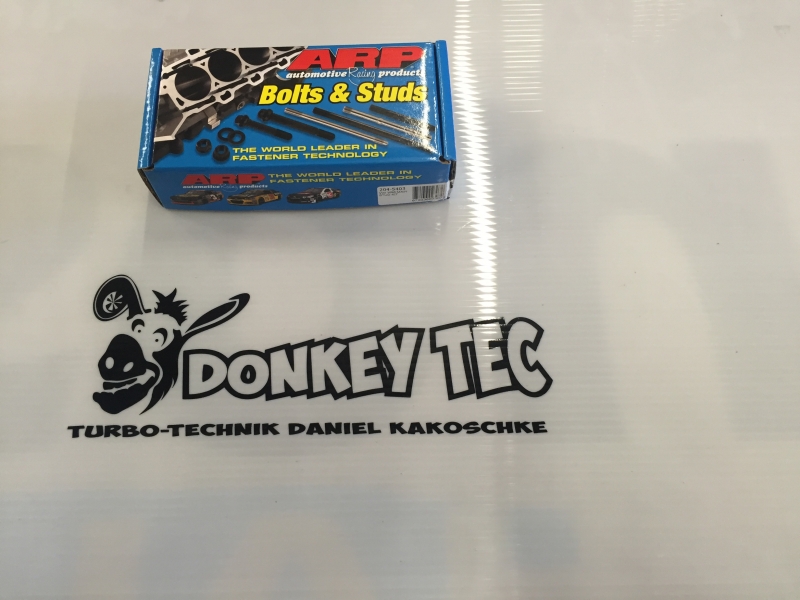 ARP
automotive Racing products
Bolts & Studs
THE WORLD LEADER IN
FASTENER TECHNOLOGY
ARP
automotive Racing products
THE WORLD LEADER IN
FASTENER TECHNOLOGY
DONKEY TEC
TURBO-TECHNIK DANIEL KAKOSCHKE